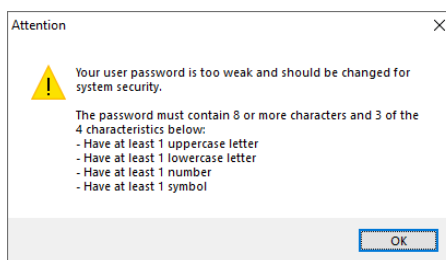 Attention
Your user password is too weak and should be changed for
system security.
The password must contain 8 or more characters and 3 of the
4 characteristics below:
- Have at least 1 uppercase letter
- Have at least 1 lowercase letter
- Have at least 1 number
- Have at least 1 symbol
OK